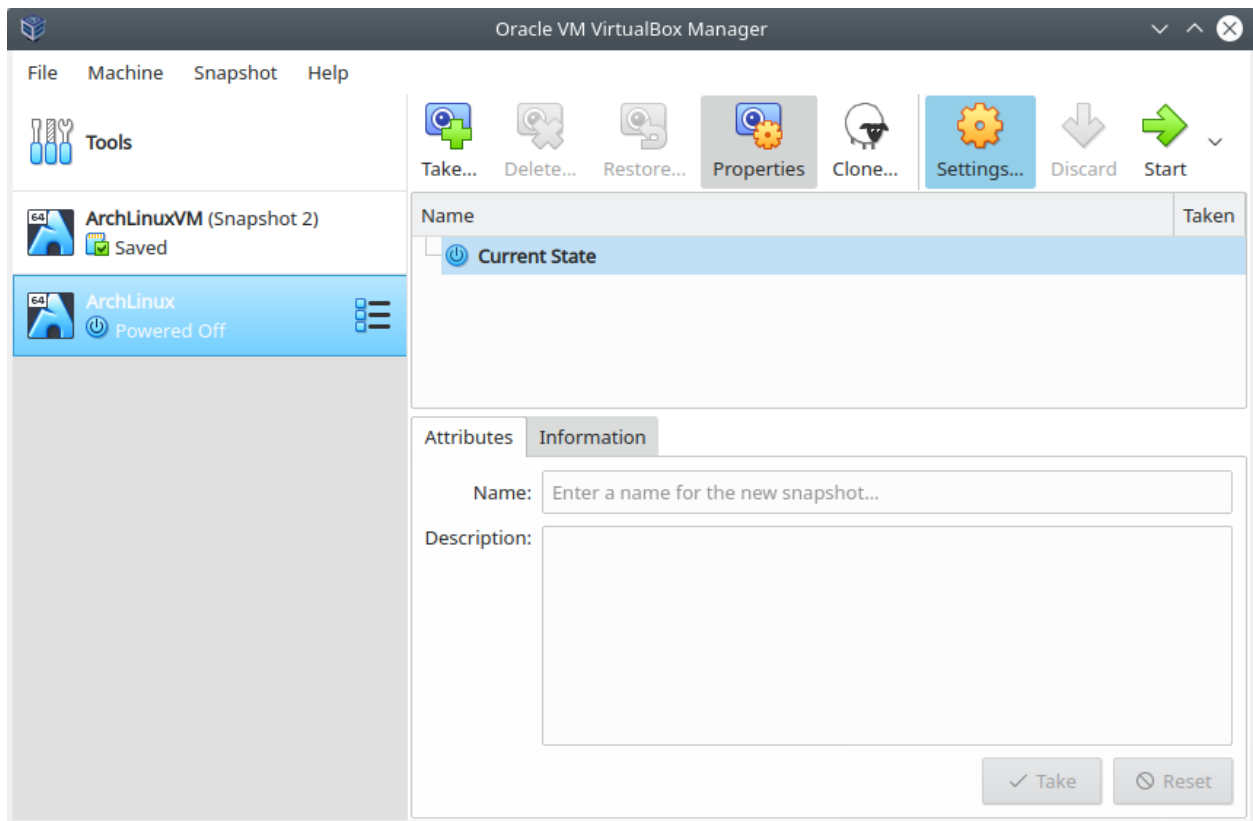 Oracle VM VirtualBox Manager
File Machine Snapshot Help
Tools
Take... Delete... Restore... Properties Clone... Settings... Discard Start
64
ArchLinuxVM (Snapshot 2)
Saved
64
ArchLinux
Powered Off
Name Taken
Current State
Attributes Information
Name: Enter a name for the new snapshot...
Description:
Take Reset